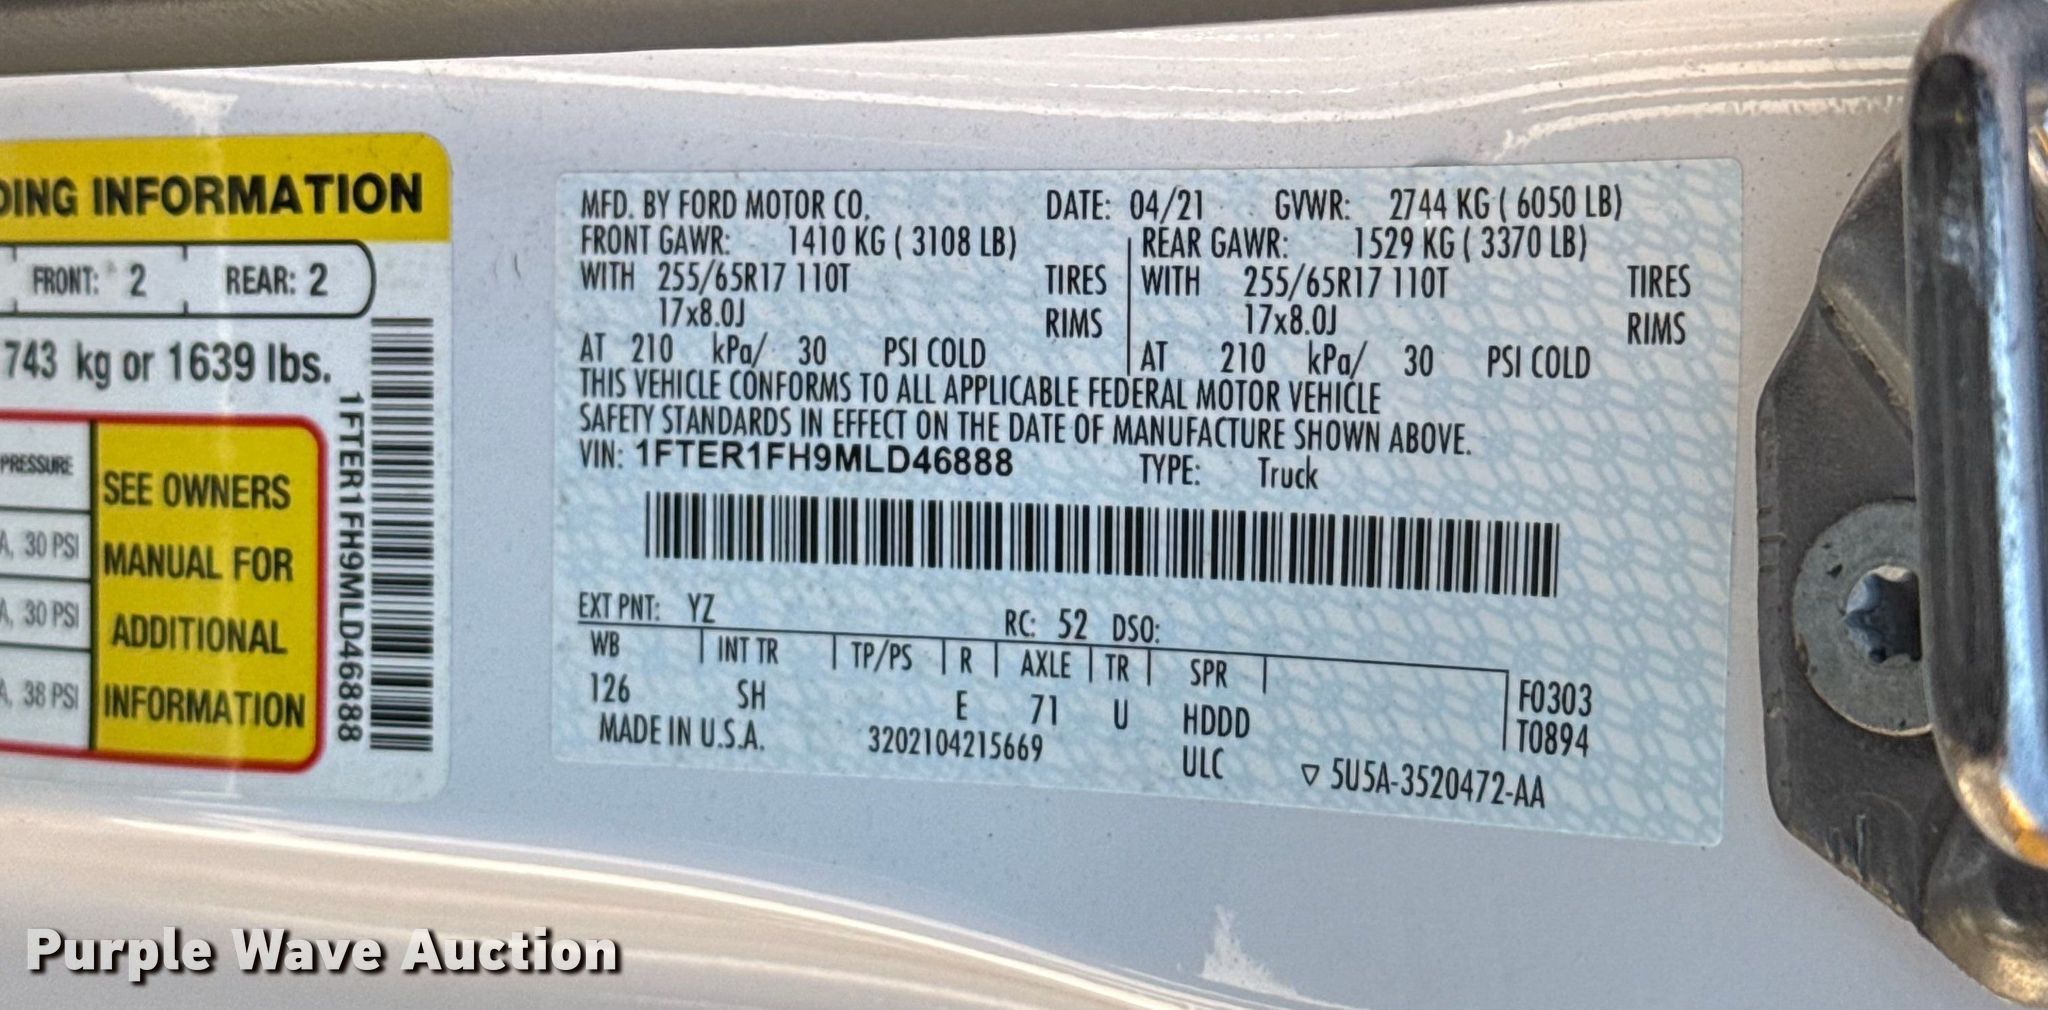 DING INFORMATION
FRONT: 2 REAR: 2
743 kg or 1639 lbs.
PRESSURE
A, 30 PSI
A, 30 PSI
A, 38 PSI
SEE OWNERS
MANUAL FOR
ADDITIONAL
INFORMATION
1FTER1FH9MLD46888
MFD. BY FORD MOTOR CO. DATE: 04/21 GVWR: 2744 KG ( 6050 LB)
FRONT GAWR: 1410 KG ( 3108 LB) REAR GAWR: 1529 KG ( 3370 LB)
WITH 255/65R17 110T TIRES WITH 255/65R17 110T TIRES
17x8.0J RIMS 17x8.0J RIMS
AT 210 kPa/ 30 PSI COLD AT 210 kPa/ 30 PSI COLD
THIS VEHICLE CONFORMS TO ALL APPLICABLE FEDERAL MOTOR VEHICLE
SAFETY STANDARDS IN EFFECT ON THE DATE OF MANUFACTURE SHOWN ABOVE.
VIN: 1FTER1FH9MLD46888 TYPE: Truck
EXT PNT: YZ RC: 52 DSO:
WB INT TR TP/PS R AXLE TR SPR
126 SH E 71 U HDDD F0303
MADE IN U.S.A. 3202104215669 ULC T0894
▽ 5U5A-3520472-AA
Purple Wave Auction